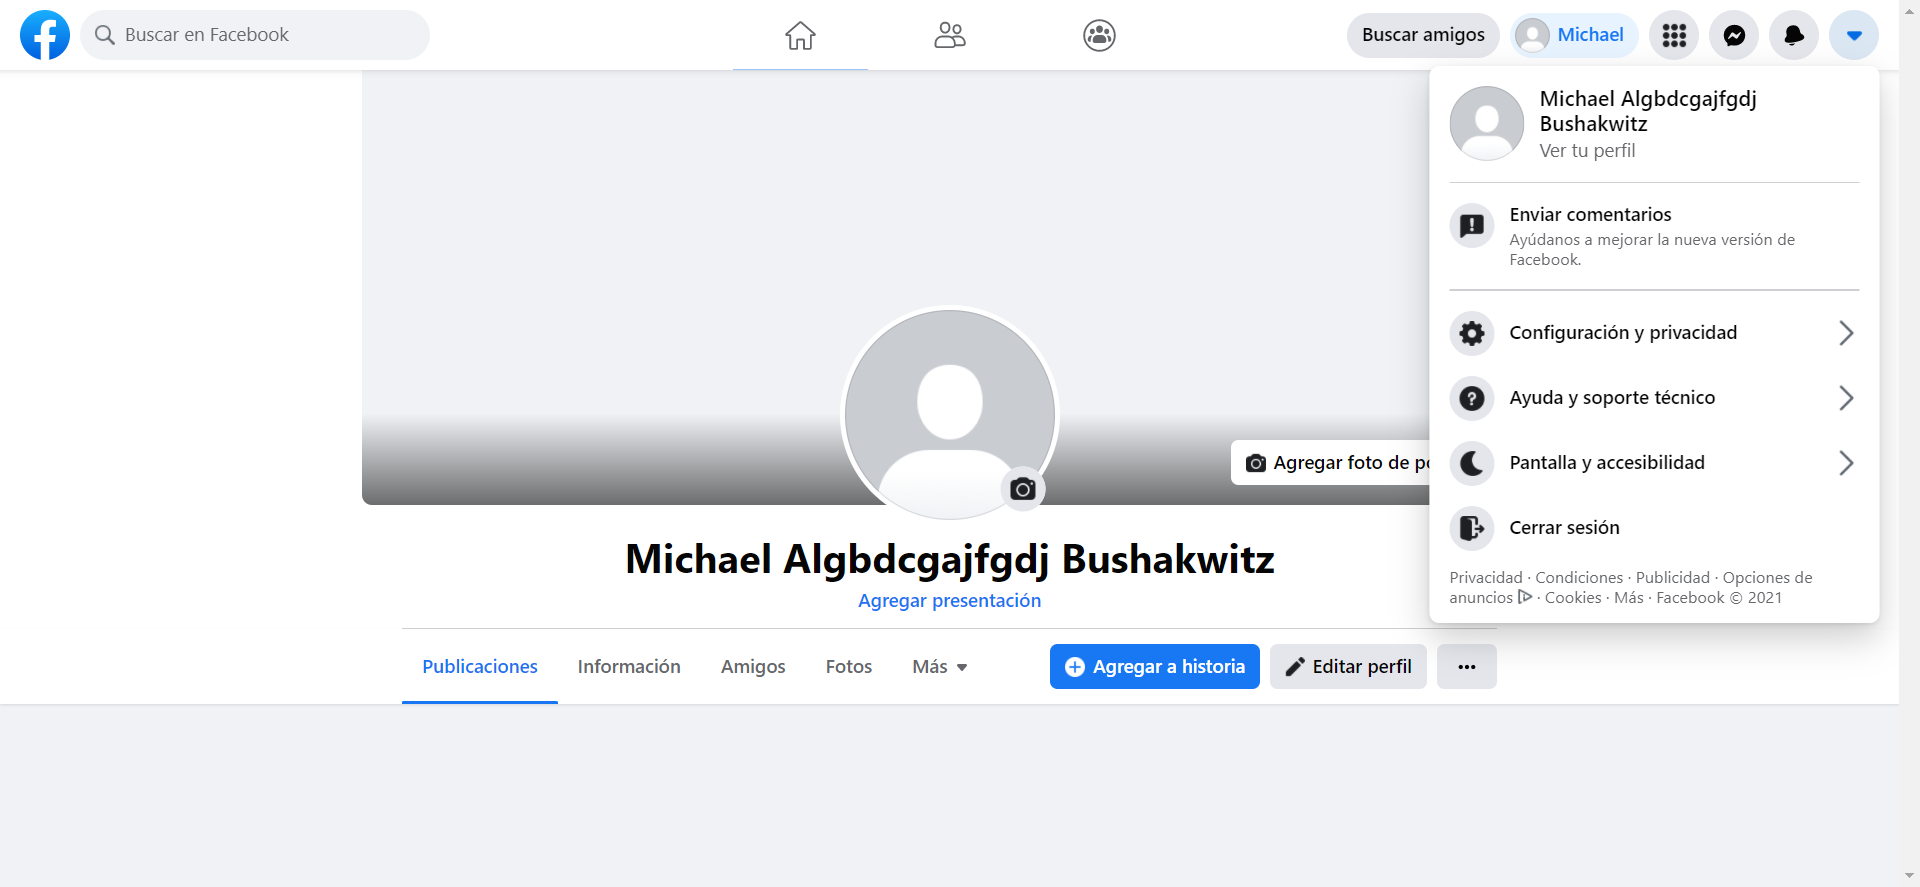 Buscar en Facebook
Buscar amigos
Michael
Michael Algbdcgajfgdj
Bushakwitz
Ver tu perfil
Enviar comentarios
Ayúdanos a mejorar la nueva versión de
Facebook.
Configuración y privacidad
Ayuda y soporte técnico
Pantalla y accesibilidad
Cerrar sesión
Privacidad · Condiciones · Publicidad · Opciones de
anuncios · Cookies · Más · Facebook © 2021
Agregar foto de
Michael Algbdcgajfgdj Bushakwitz
Agregar presentación
Publicaciones
Información
Amigos
Fotos
Más
Agregar a historia
Editar perfil